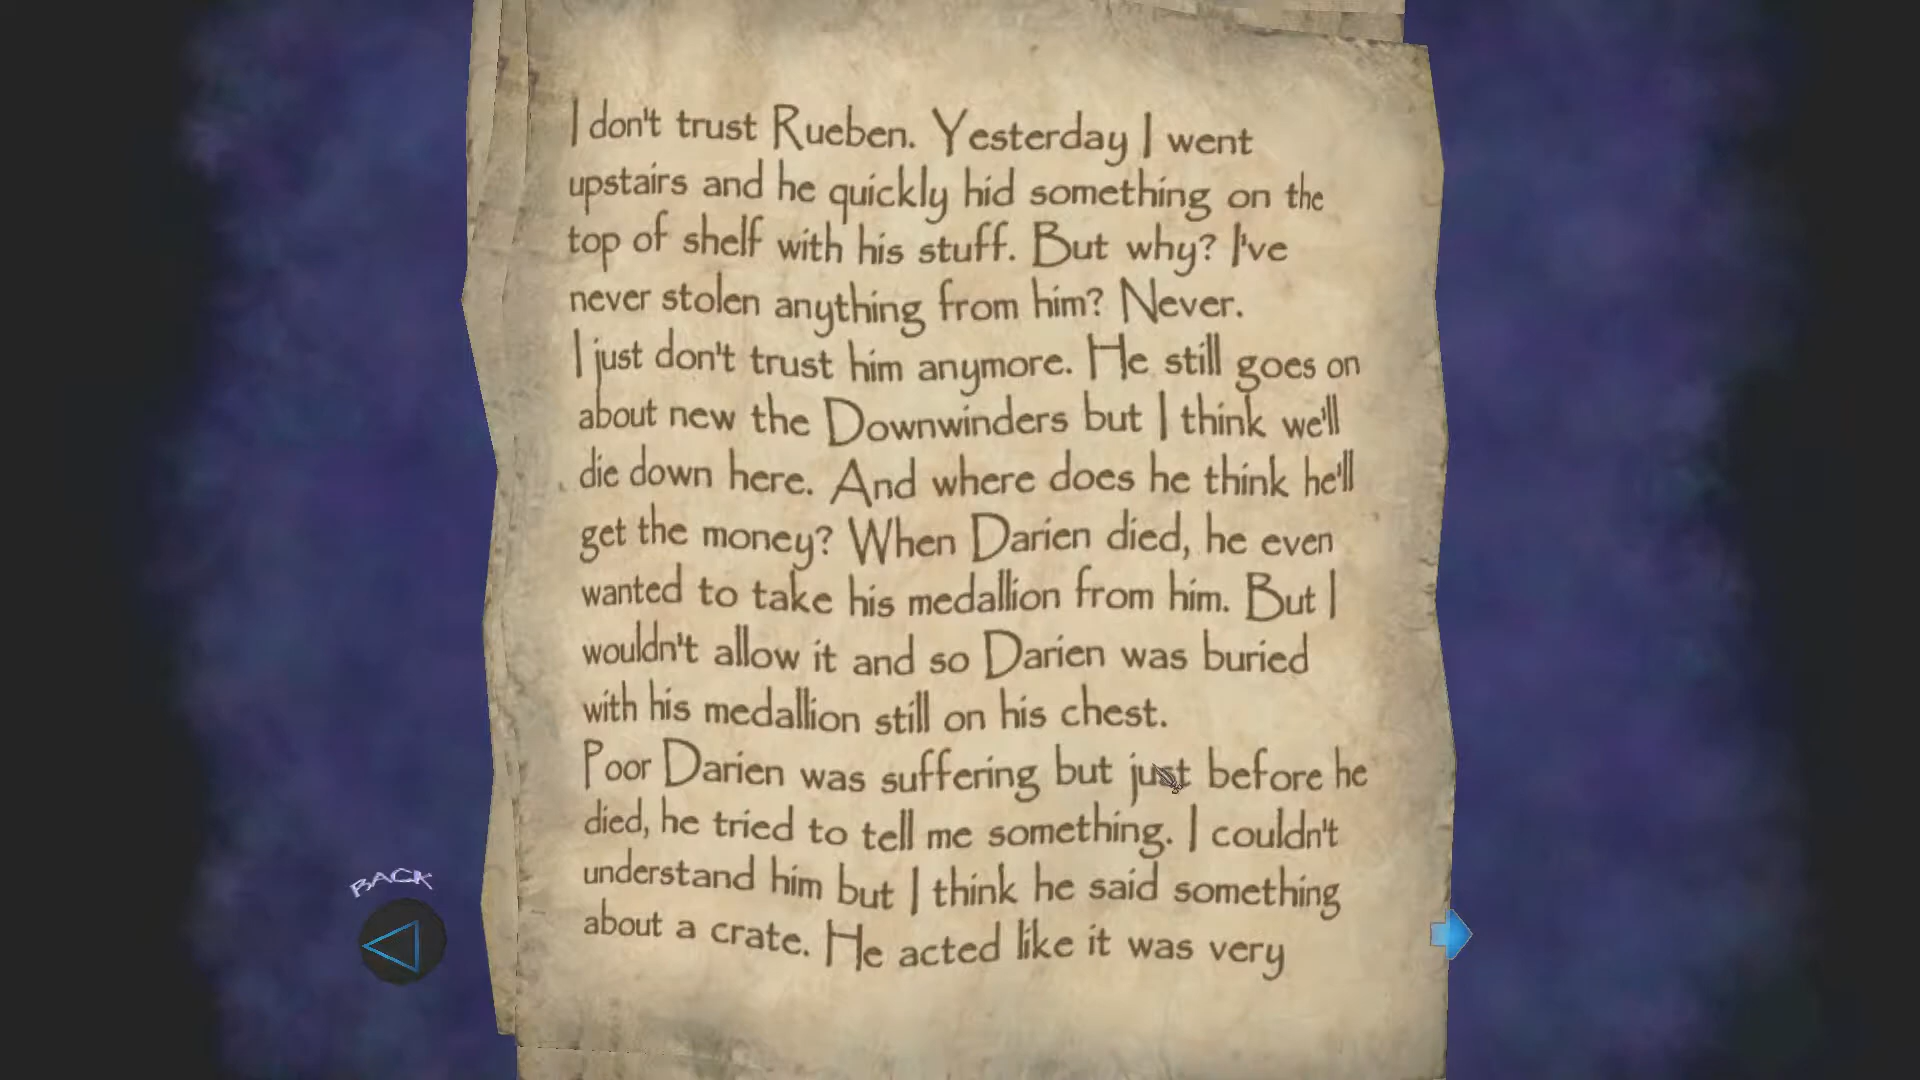 I don't trust Rueben. Yesterday I went
upstairs and he quickly hid something on the
top of shelf with his stuff. But why? I've
never stolen anything from him? Never.
I just don't trust him anymore. He still goes on
about new the Downwinders but I think we'll
die down here. And where does he think he'll
get the money? When Darien died, he even
wanted to take his medallion from him. But I
wouldn't allow it and so Darien was buried
with his medallion still on his chest.
Poor Darien was suffering but just before he
died, he tried to tell me something. I couldn't
understand him but I think he said something
about a crate. He acted like it was very
BACK